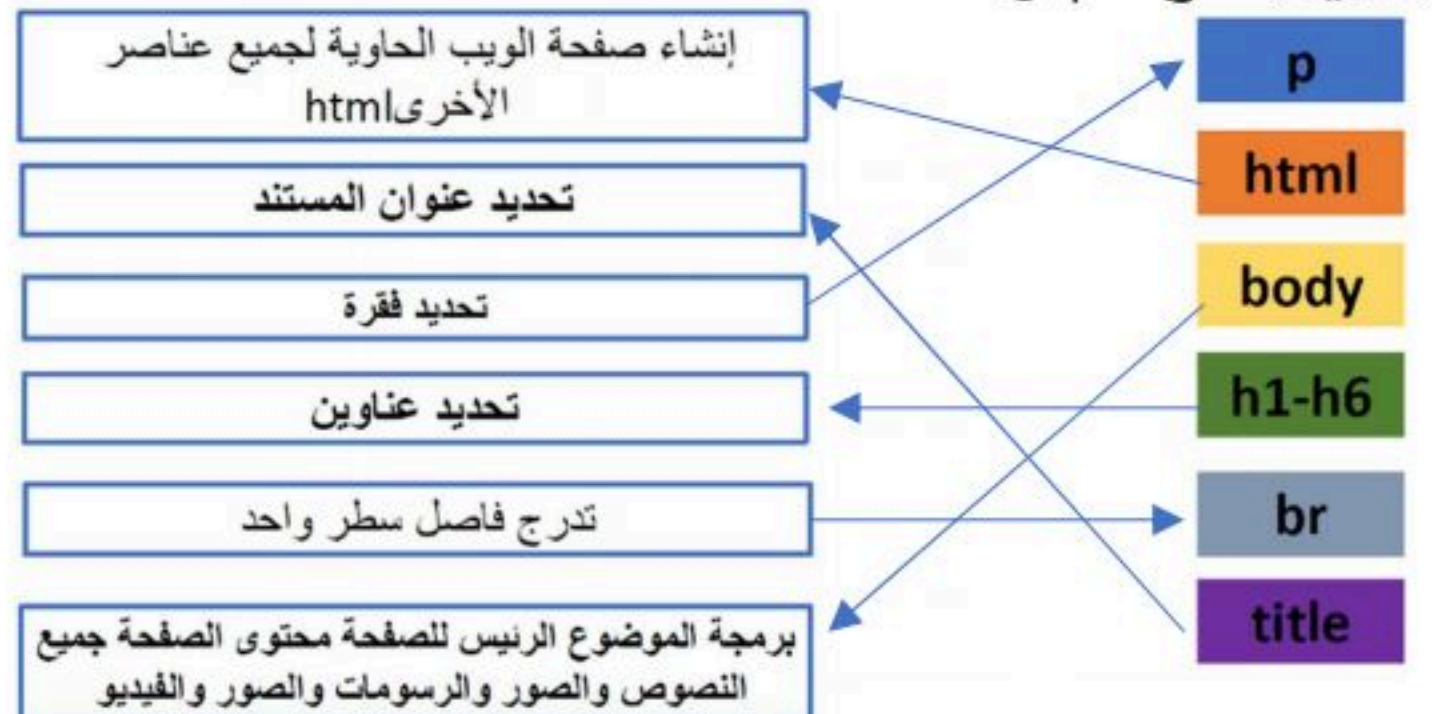 إنشاء صفحة الويب الحاوية لجميع عناصر
الأخرىhtml
تحديد عنوان المستند
تحديد فقرة
تحديد عناوين
تدرج فاصل سطر واحد
برمجة الموضوع الرئيس للصفحة محتوى الصفحة جميع
النصوص والصور والرسومات والصور والفيديو
p
html
body
h1-h6
br
title